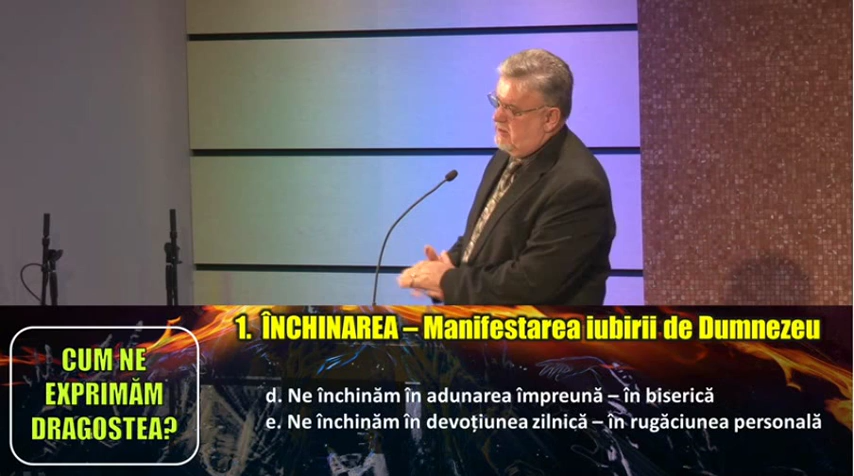 1. ÎNCHINAREA – Manifestarea iubirii de Dumnezeu
CUM NE
EXPRIMĂM
DRAGOSTEA?
d. Ne închinăm în adunarea împreună – în biserică
e. Ne închinăm în devoțiunea zilnică – în rugăciunea personală